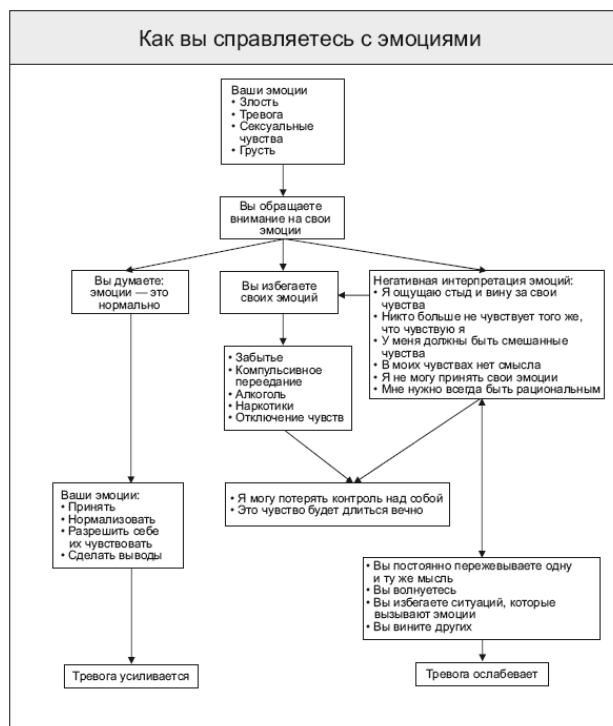 Как вы справляетесь с эмоциями
Ваши эмоции
• Злость
• Тревога
• Сексуальные
чувства
• Грусть
Вы обращаете
внимание на свои
эмоции
Вы думаете:
эмоции — это
нормально
Вы избегаете
своих эмоций
Негативная интерпретация эмоций:
• Я ощущаю стыд и вину за свои
чувства
• Никто больше не чувствует того же,
что чувствую я
• У меня должны быть смешанные
чувства
• В моих чувствах нет смысла
• Я не могу принять свои эмоции
• Мне нужно всегда быть рациональным
• Забытье
• Компульсивное
переедание
• Алкоголь
• Наркотики
• Отключение чувств
Ваши эмоции:
• Принять
• Нормализовать
• Разрешить себе
их чувствовать
• Сделать выводы
• Я могу потерять контроль над собой
• Это чувство будет длиться вечно
• Вы постоянно пережевываете одну
и ту же мысль
• Вы волнуетесь
• Вы избегаете ситуаций, которые
вызывают эмоции
• Вы вините других
Тревога усиливается
Тревога ослабевает